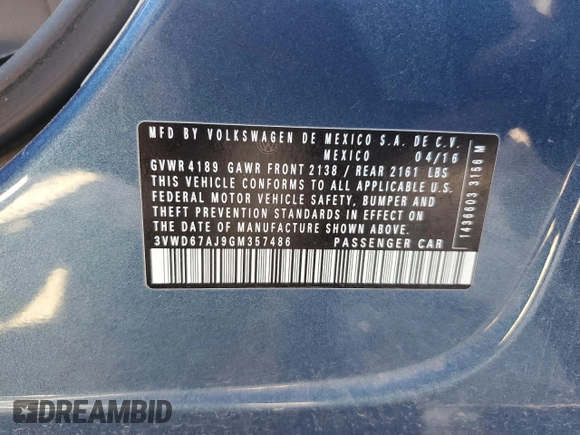 MFD BY VOLKSWAGEN DE MEXICO S.A. DE C.V.
MEXICO 04/16
GVWR 4189 GAWR FRONT 2138 / REAR 2161 LBS
THIS VEHICLE CONFORMS TO ALL APPLICABLE U.S.
FEDERAL MOTOR VEHICLE SAFETY, BUMPER AND
THEFT PREVENTION STANDARDS IN EFFECT ON
THE DATE OF MANUFACTURE SHOWN ABOVE.
3VWD67AJ9GM357486 PASSENGER CAR
1436603 3156 M
DREAMBID